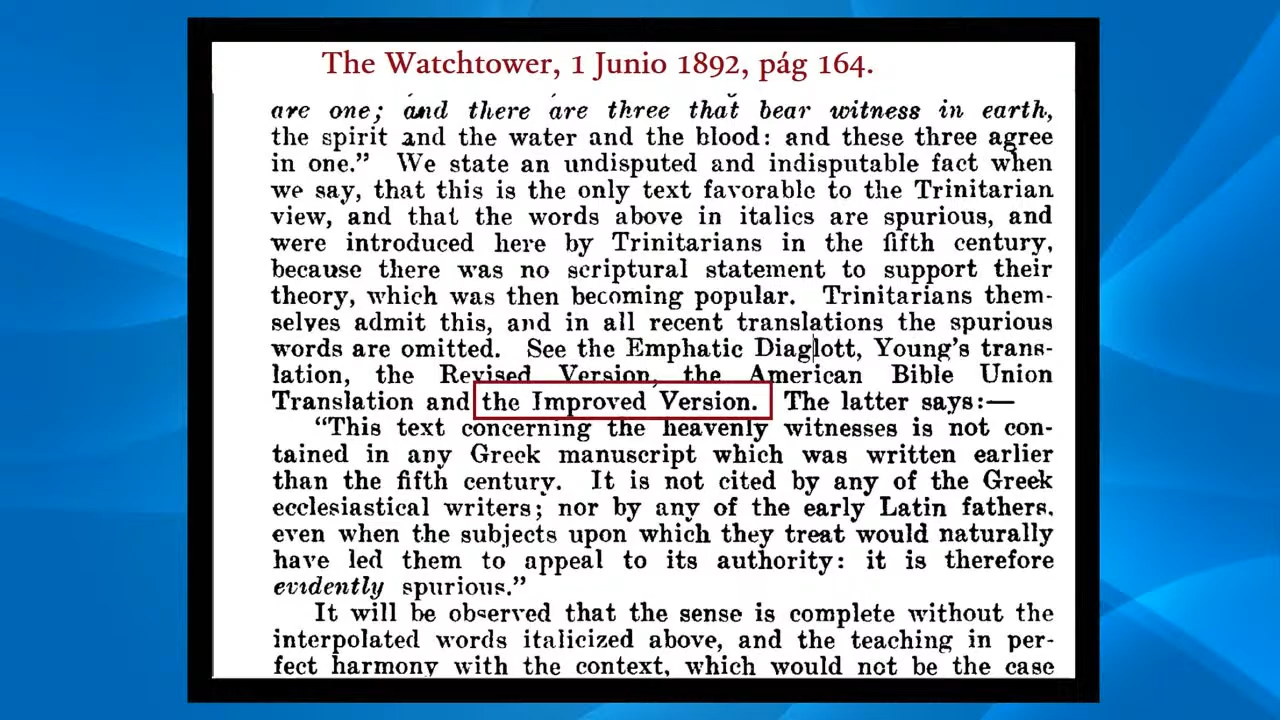 The Watchtower, 1 Junio 1892, pág 164.
are one; and there are three that bear witness in earth,
the spirit and the water and the blood: and these three agree
in one.” We state an undisputed and indisputable fact when
we say, that this is the only text favorable to the Trinitarian
view, and that the words above in italics are spurious, and
were introduced here by Trinitarians in the fifth century,
because there was no scriptural statement to support their
theory, which was then becoming popular. Trinitarians them-
selves admit this, and in all recent translations the spurious
words are omitted. See the Emphatic Diaglott, Young’s trans-
lation, the Revised Version, the American Bible Union
Translation and the Improved Version. The latter says:—
“This text concerning the heavenly witnesses is not con-
tained in any Greek manuscript which was written earlier
than the fifth century. It is not cited by any of the Greek
ecclesiastical writers; nor by any of the early Latin fathers,
even when the subjects upon which they treat would naturally
have led them to appeal to its authority: it is therefore
evidently spurious.”
It will be observed that the sense is complete without the
interpolated words italicized above, and the teaching in per-
fect harmony with the context, which would not be the case